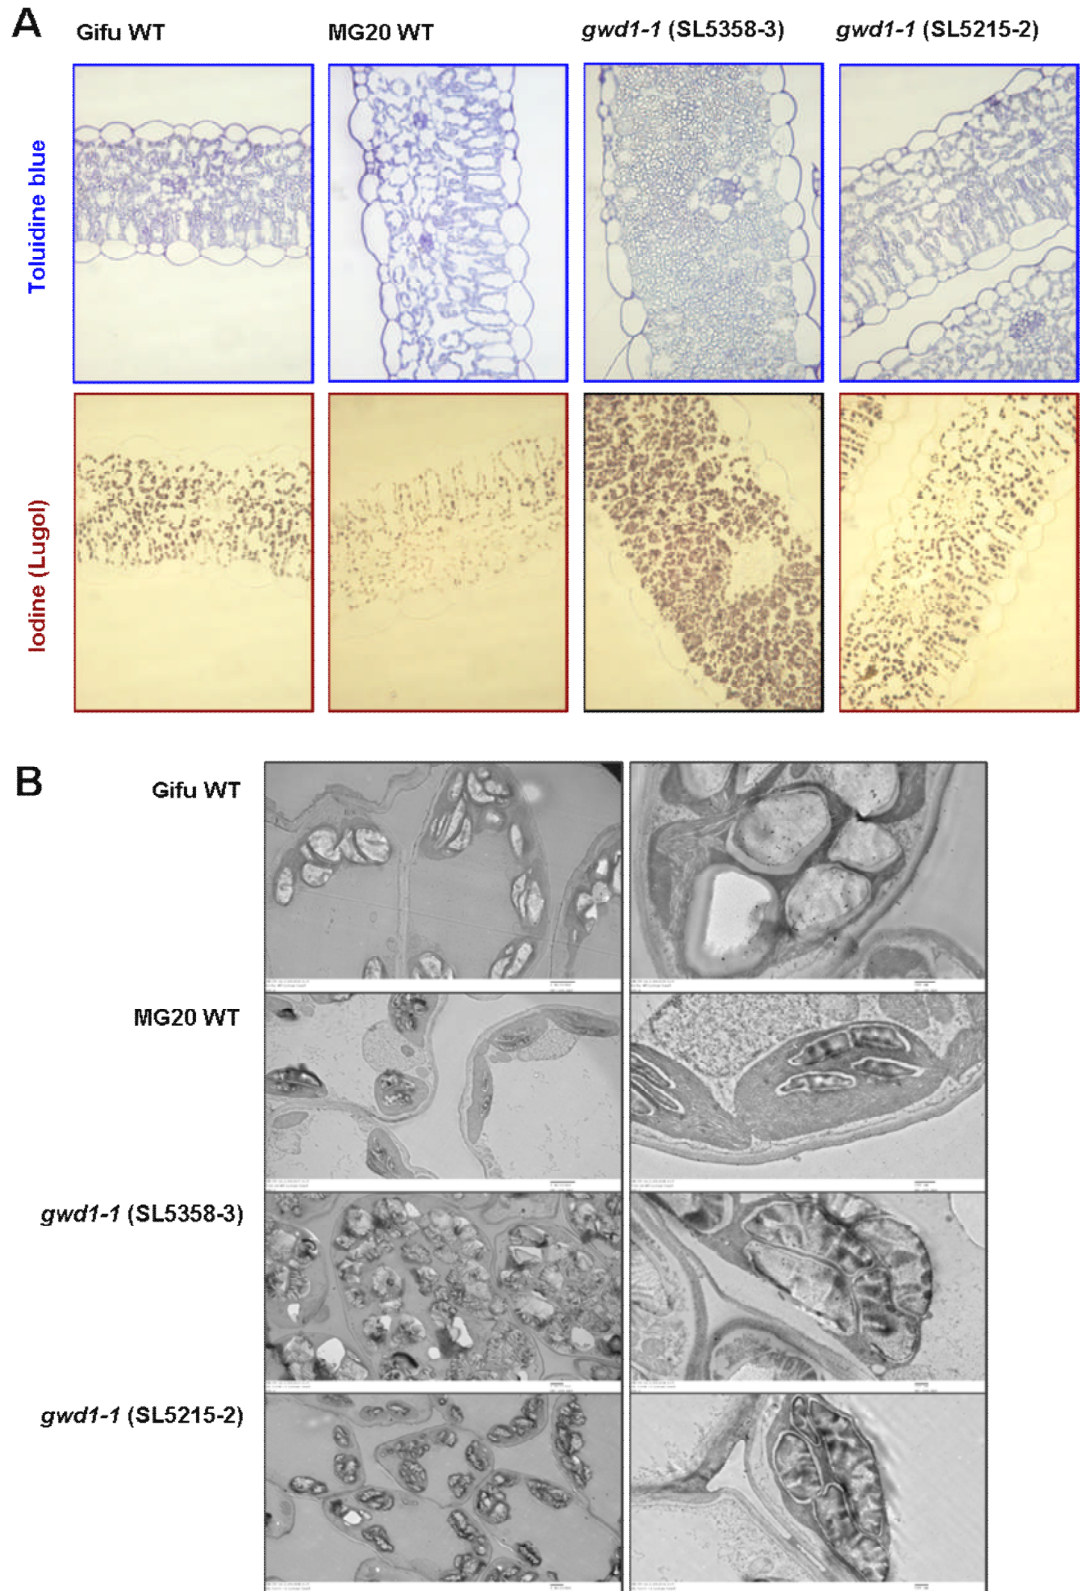 A
Gifu WT
MG20 WT
gwd1-1 (SL5358-3)
gwd1-1 (SL5215-2)
Toluidine blue
Iodine (Lugol)
B
Gifu WT
MG20 WT
gwd1-1 (SL5358-3)
gwd1-1 (SL5215-2)